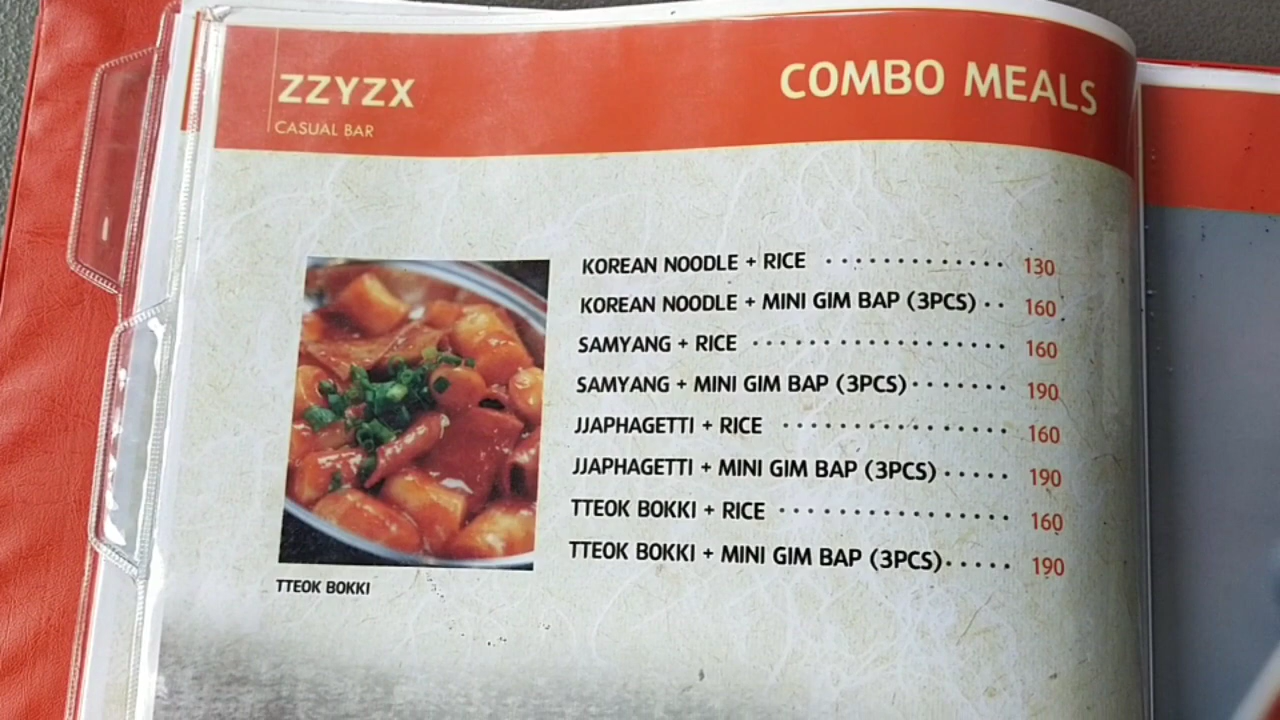 ZZYZX
CASUAL BAR
COMBO MEALS
KOREAN NOODLE + RICE ............. 130
KOREAN NOODLE + MINI GIM BAP (3PCS) .. 160
SAMYANG + RICE .................. 160
SAMYANG + MINI GIM BAP (3PCS) ....... 190
JJAPHAGETTI + RICE ................ 160
JJAPHAGETTI + MINI GIM BAP (3PCS) ..... 190
TTEOK BOKKI + RICE ................ 160
TTEOK BOKKI + MINI GIM BAP (3PCS) ..... 190
TTEOK BOKKI